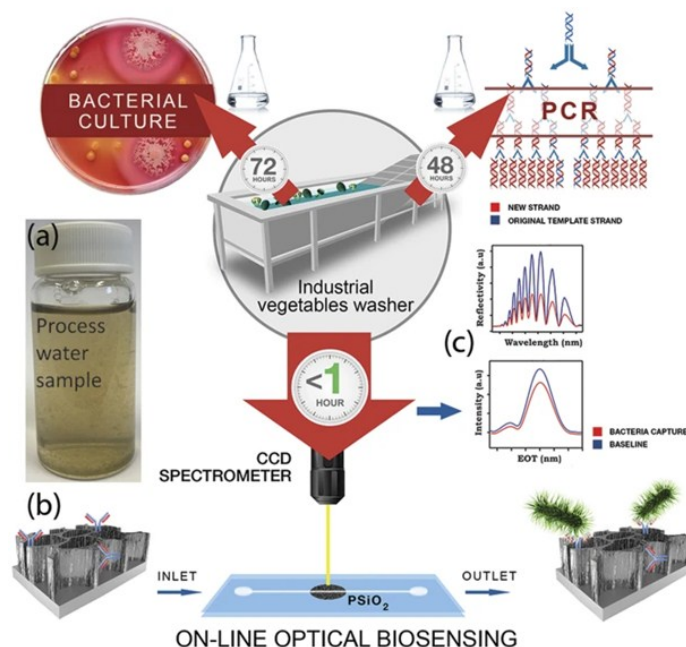 BACTERIAL
CULTURE
PCR
72
HOURS
48
HOURS
NEW STRAND
ORIGINAL TEMPLATE STRAND
(a)
Process
water
sample
Industrial
vegetables washer
Reflectivity (a.u)
Wavelength (nm)
(c)
<1
HOUR
Intensity (a.u)
EOT (nm)
BACTERIA CAPTURE
BASELINE
CCD
SPECTROMETER
(b)
INLET
PSiO2
OUTLET
ON-LINE OPTICAL BIOSENSING